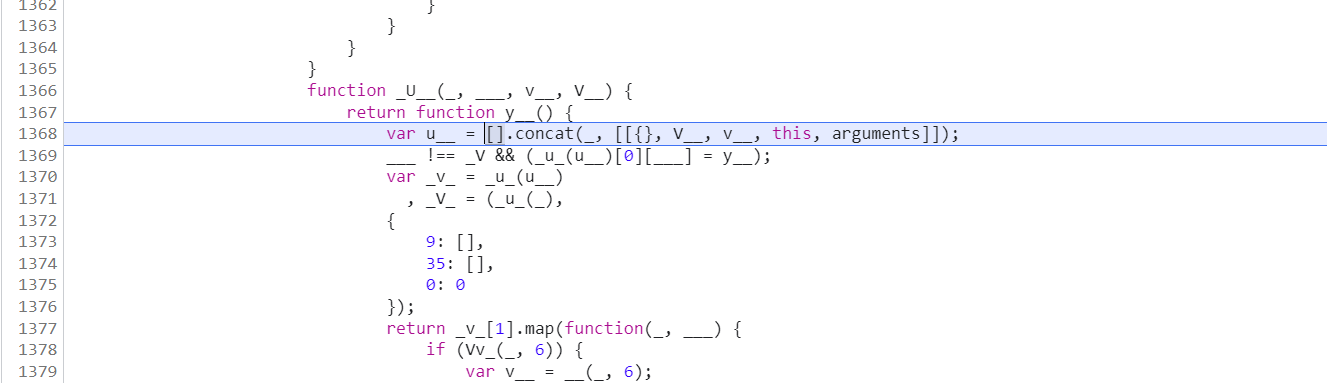 1362 }
1363 }
1364 }
1365 }
1366 function _U__(_, ___, v__, V__) {
1367 return function y__() {
1368 var u__ = [].concat(_, [[{}, V__, v__, this, arguments]]);
1369 ___ !== _V && (_u_(u__)[0][___] = y__);
1370 var _v_ = _u_(u__)
1371 , _V_ = (_u_(_),
1372 {
1373 9: [],
1374 35: [],
1375 0: 0
1376 });
1377 return _v_[1].map(function(_, ___) {
1378 if (Vv_(_, 6)) {
1379 var v__ = __(_, 6);